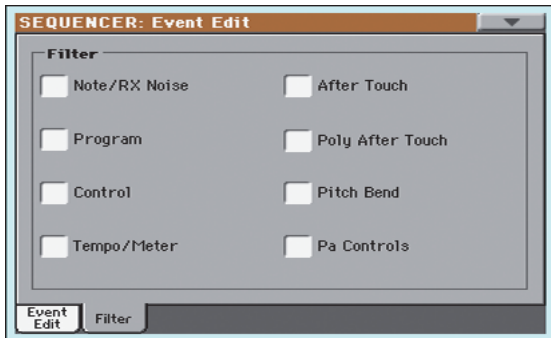 SEQUENCER: Event Edit
Filter
Note/RX Noise
After Touch
Program
Poly After Touch
Control
Pitch Bend
Tempo/Meter
Pa Controls
Event
Edit
Filter